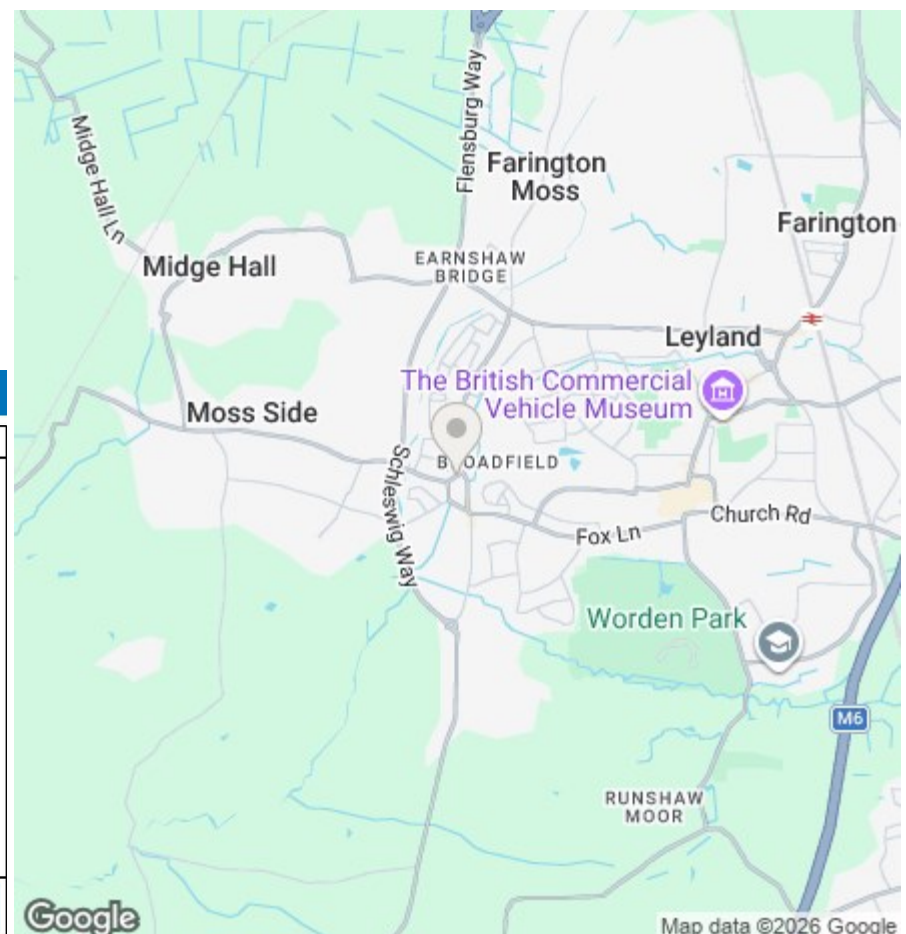 Flensburg Way
Farington
Moss
Midge Hall Ln
Farington
Midge Hall
EARNSHAW
BRIDGE
Leyland
The British Commercial
Vehicle Museum
Moss Side
BROADFIELD
Schleswig Way
Church Rd
Fox Ln
Worden Park
M6
RUNSHAW
MOOR
Google
Map data ©2026 Google